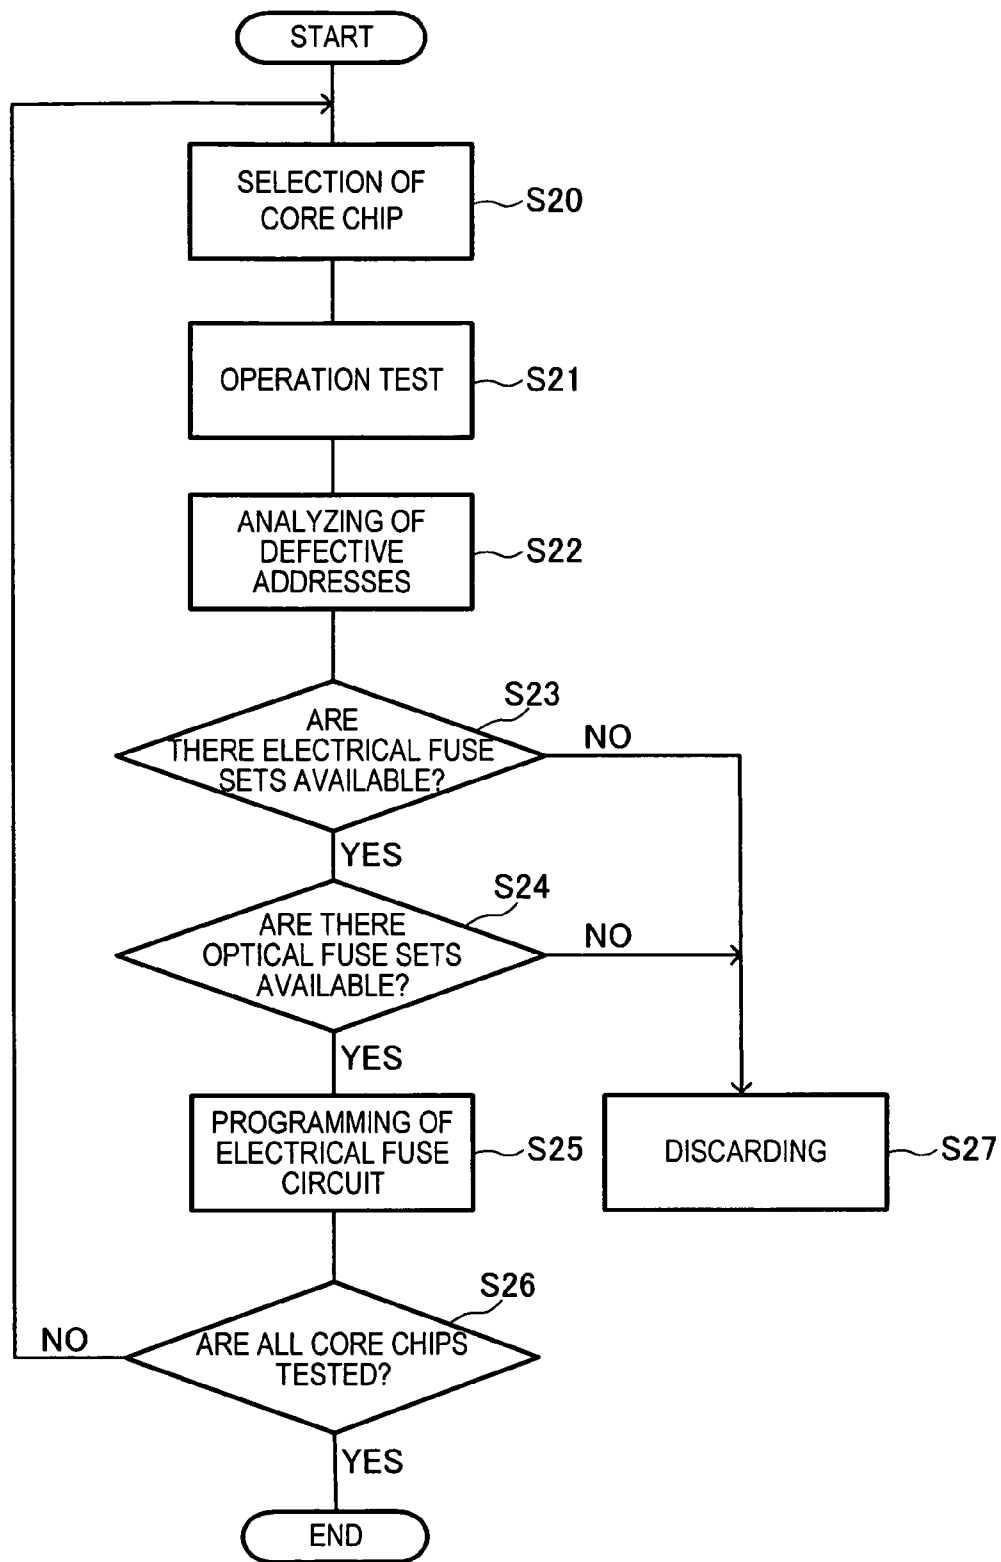 START
SELECTION OF
CORE CHIP
S20
OPERATION TEST
S21
ANALYZING OF
DEFECTIVE
ADDRESSES
S22
S23
ARE
THERE ELECTRICAL FUSE
SETS AVAILABLE?
NO
YES
S24
ARE THERE
OPTICAL FUSE SETS
AVAILABLE?
NO
YES
PROGRAMMING OF
ELECTRICAL FUSE
CIRCUIT
S25
DISCARDING
S27
S26
ARE ALL CORE CHIPS
TESTED?
NO
YES
END